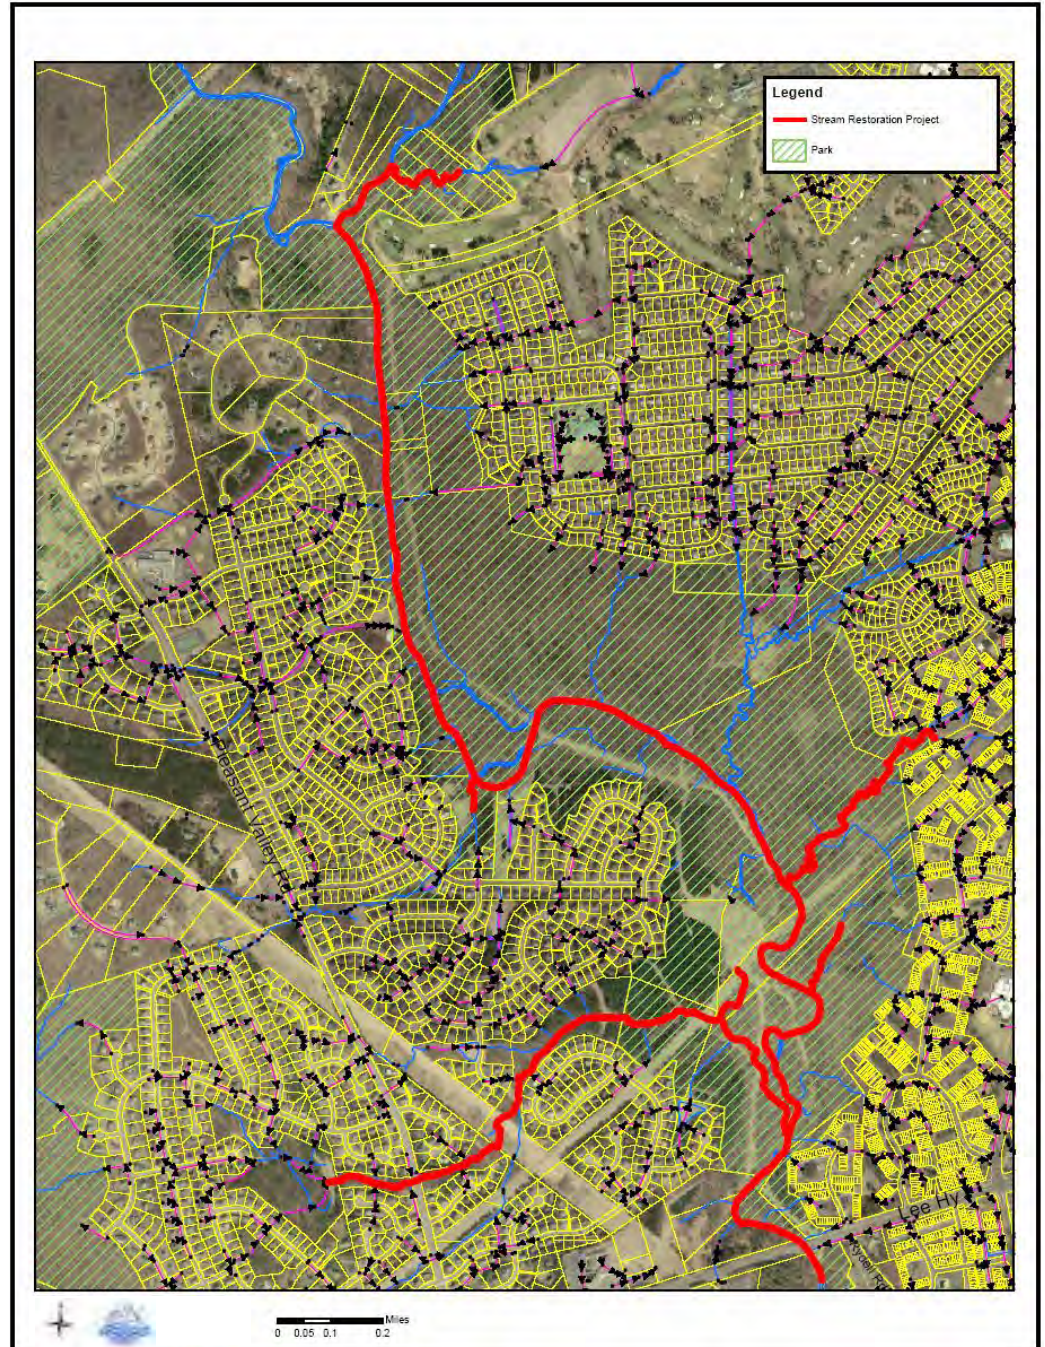 Legend
Stream Restoration Project
Park
Pleasant Valley Rd
Lee Hy
Miles
0 0.05 0.1 0.2